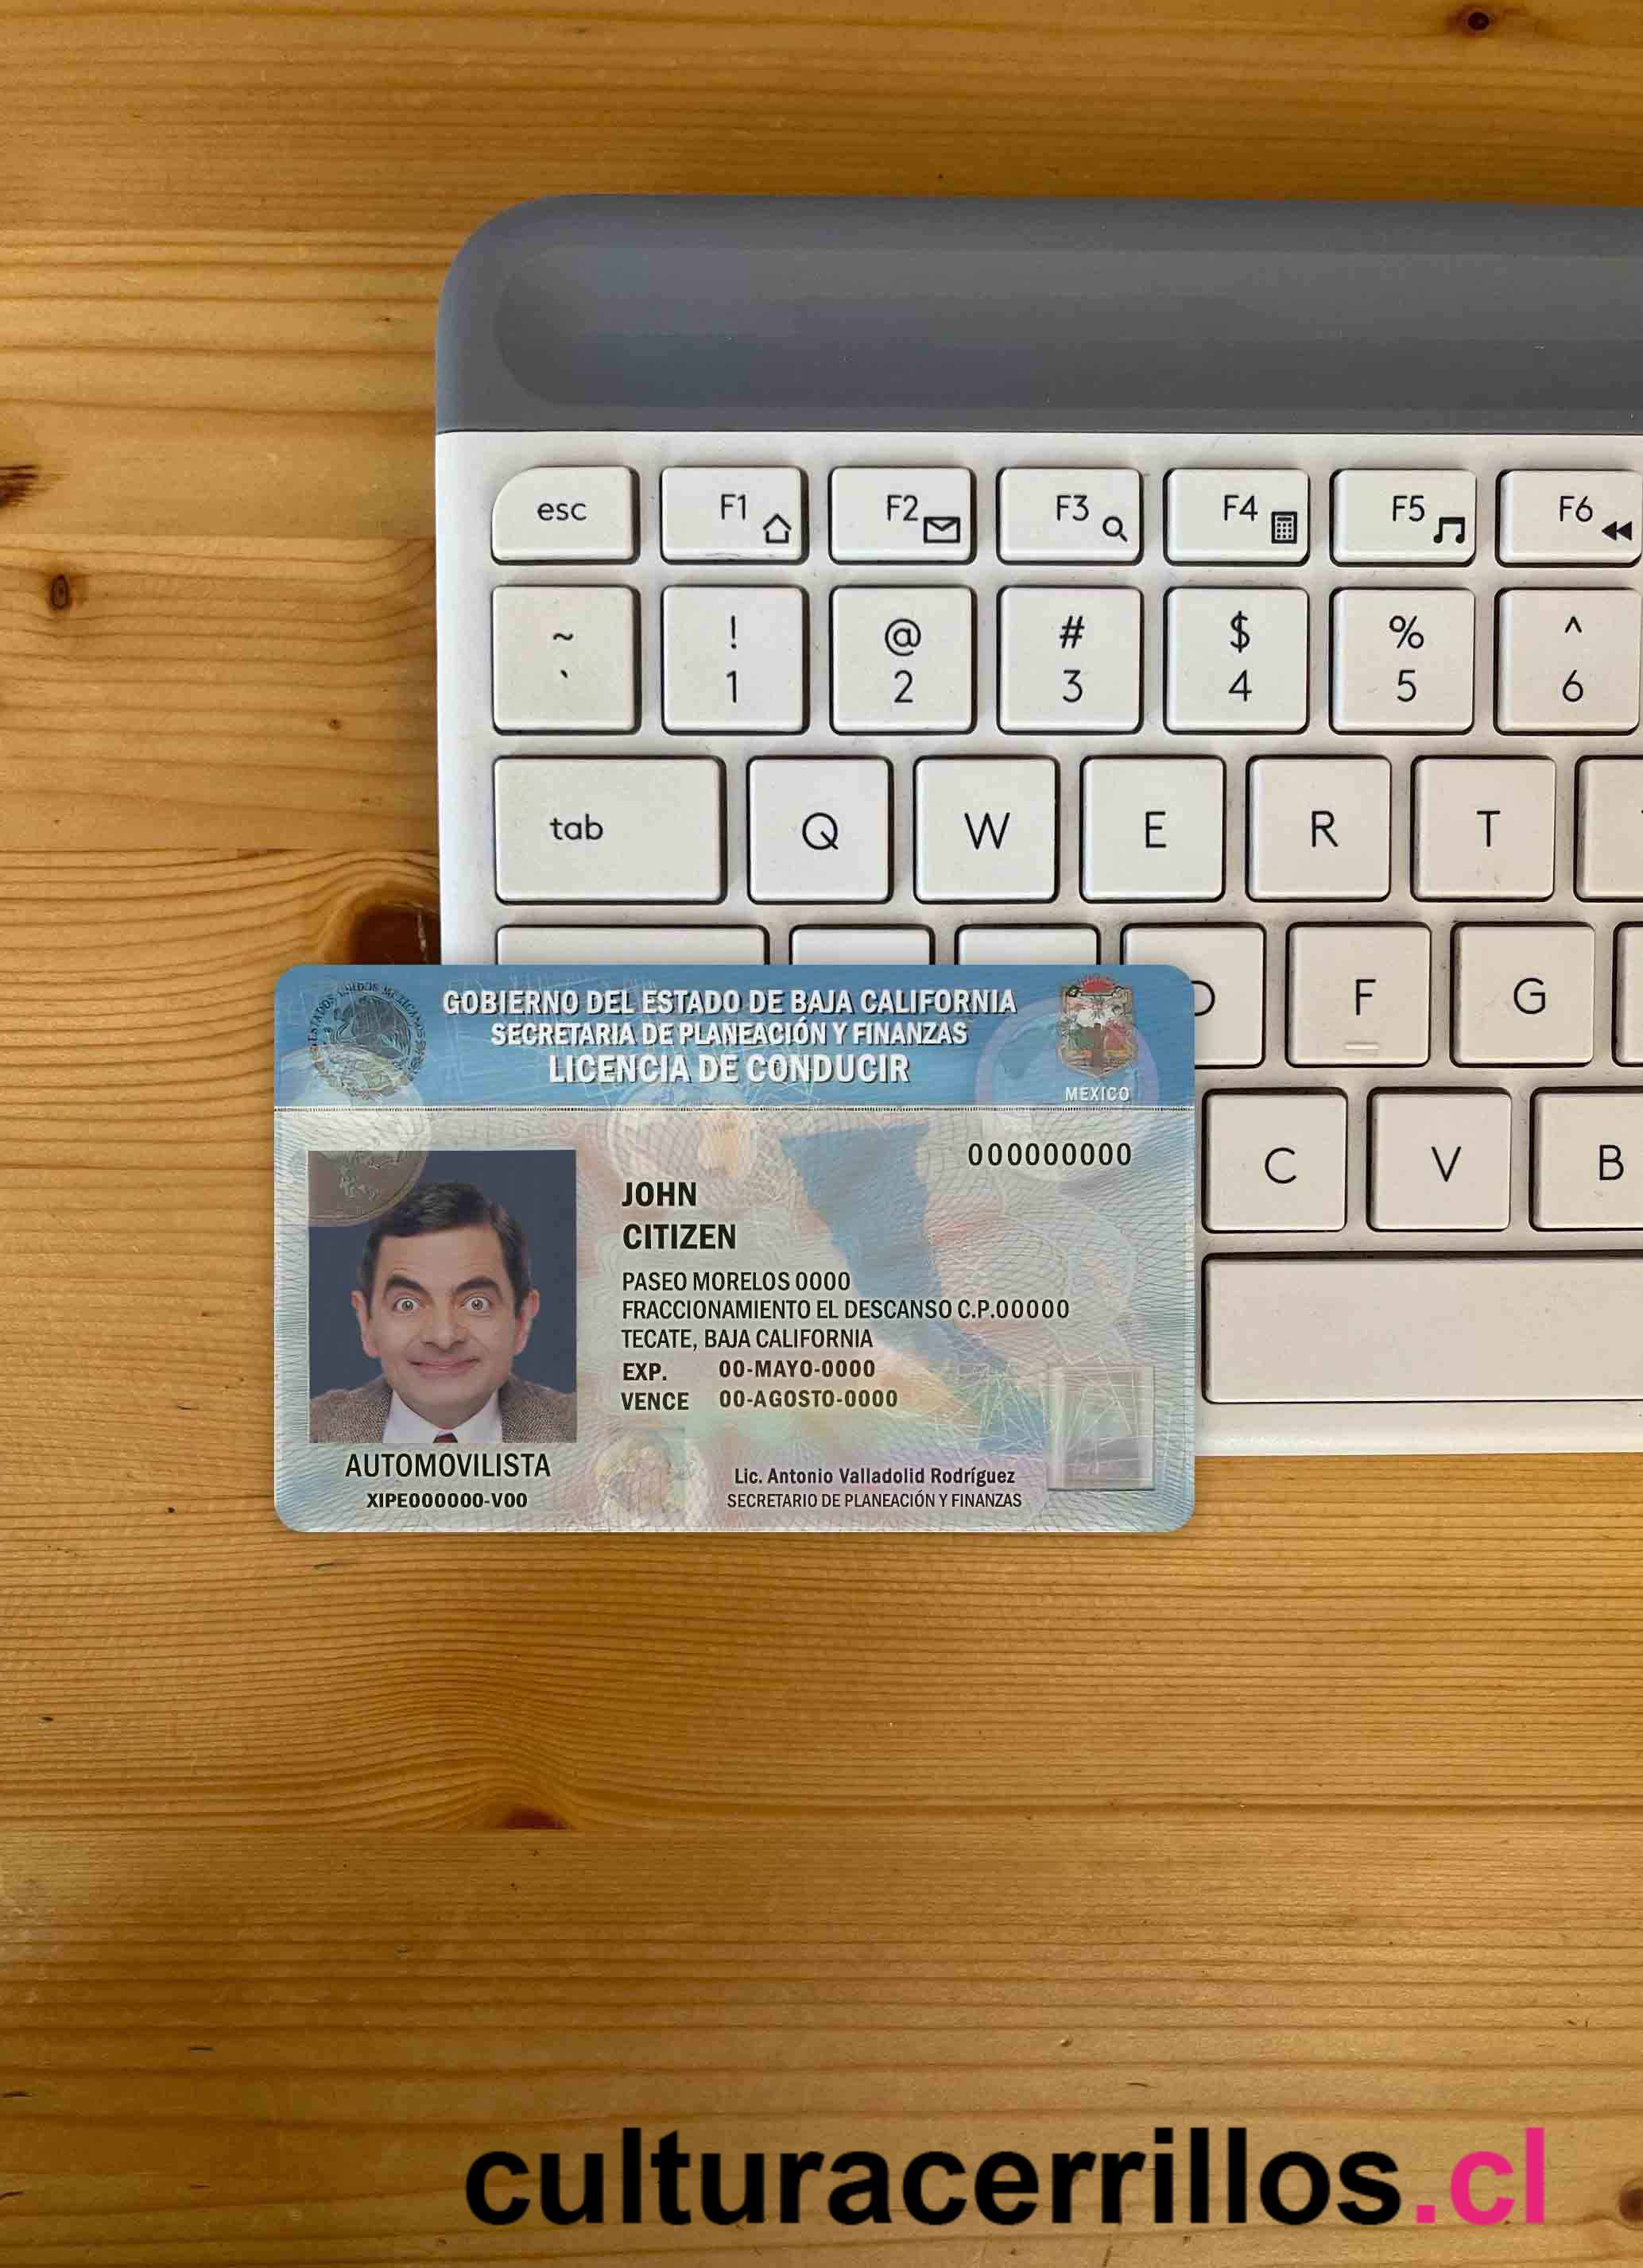 esc F1 F2 F3 F4 F5 F6
~ ! @ # $ % ^
` 1 2 3 4 5 6
tab Q W E R T
D F G
C V B
ESTADOS UNIDOS MEXICANOS
GOBIERNO DEL ESTADO DE BAJA CALIFORNIA
SECRETARIA DE PLANEACIÓN Y FINANZAS
LICENCIA DE CONDUCIR
MEXICO
000000000
JOHN
CITIZEN
PASEO MORELOS 0000
FRACCIONAMIENTO EL DESCANSO C.P.00000
TECATE, BAJA CALIFORNIA
EXP. 00-MAYO-0000
VENCE 00-AGOSTO-0000
AUTOMOVILISTA
XIPE000000-V00
Lic. Antonio Valladolid Rodríguez
SECRETARIO DE PLANEACIÓN Y FINANZAS
culturacerrillos.cl